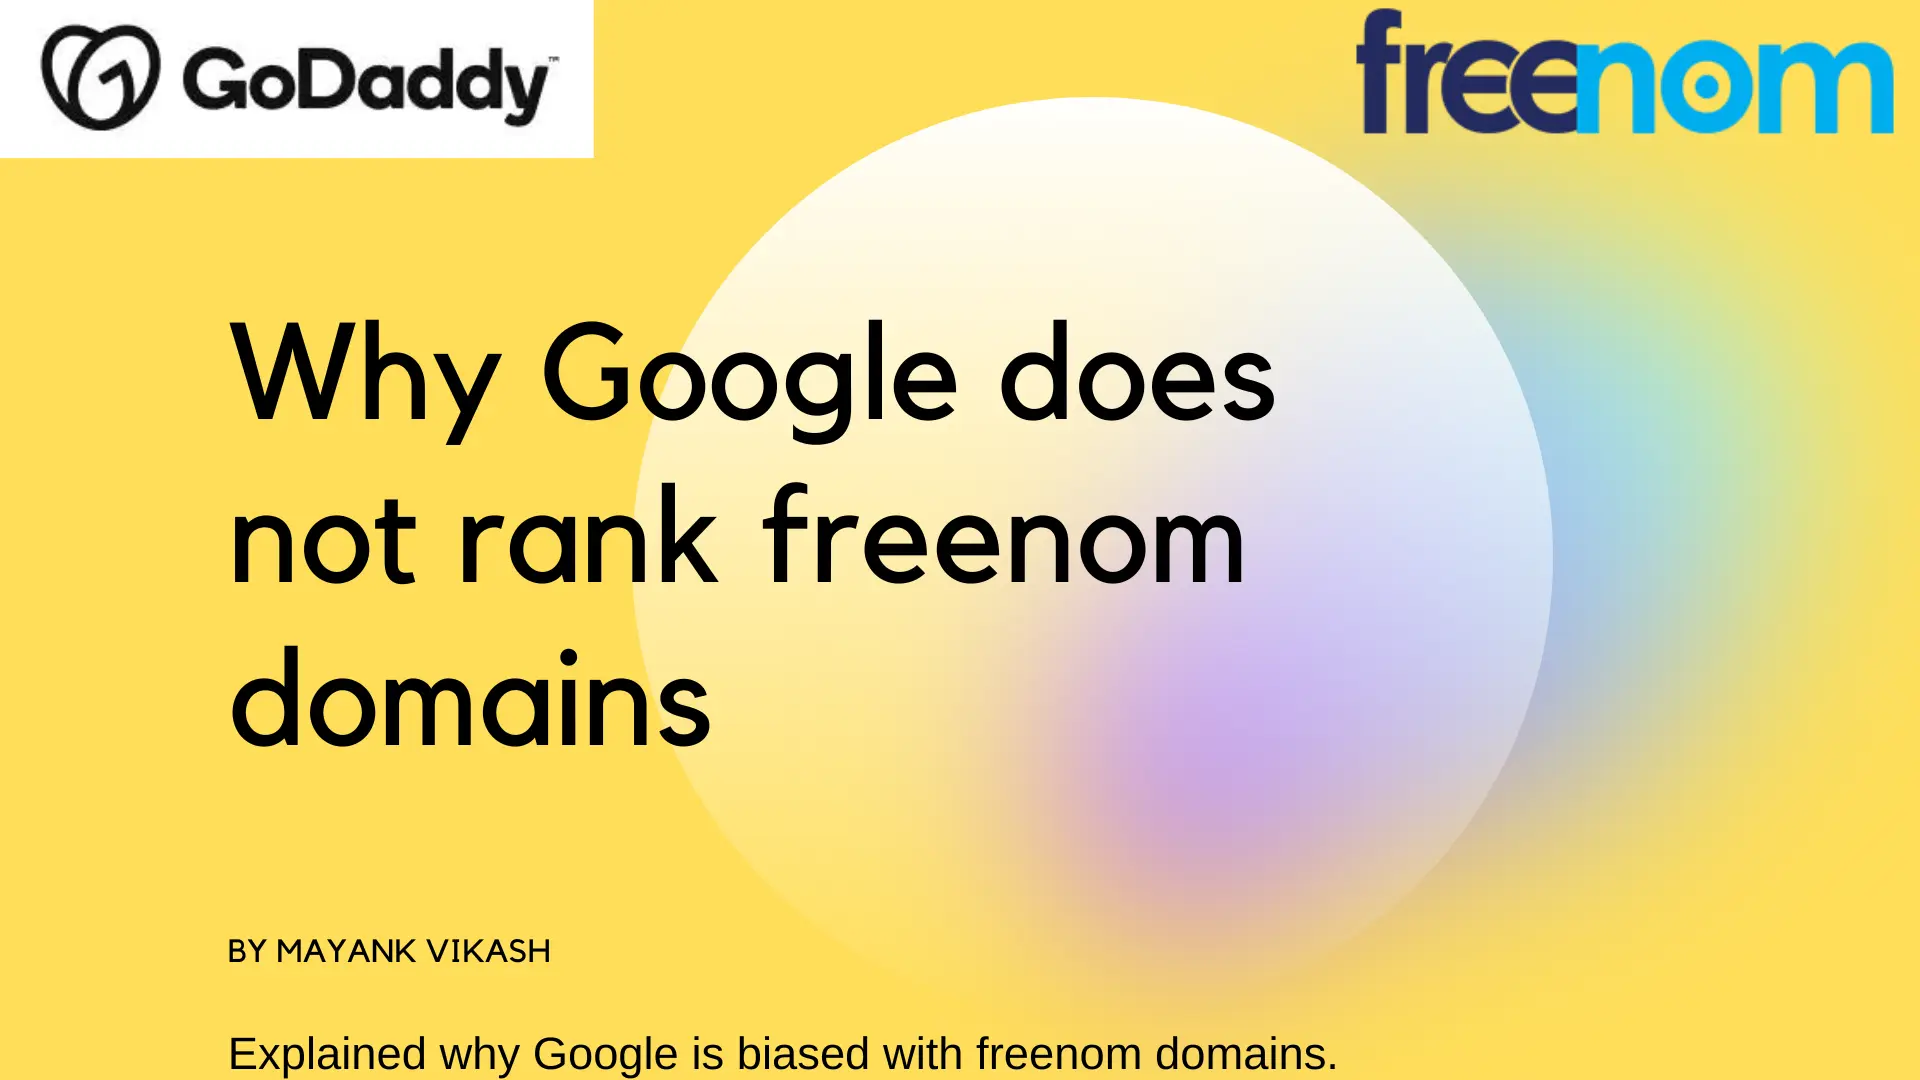 GoDaddy™
freenom
Why Google does
not rank freenom
domains
BY MAYANK VIKASH
Explained why Google is biased with freenom domains.